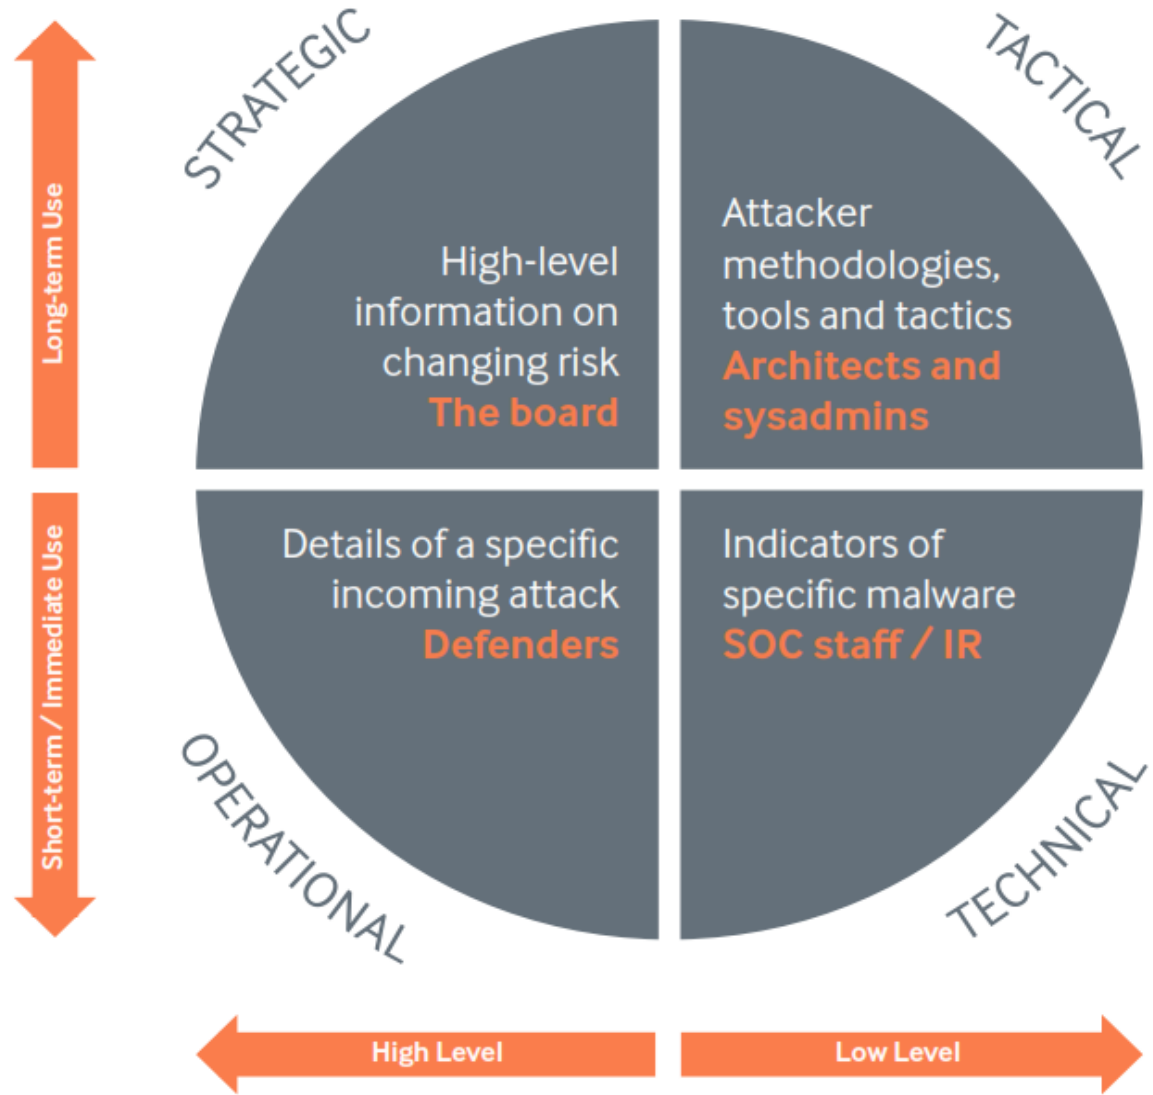 STRATEGIC
TACTICAL
Long-term Use
High-level
information on
changing risk
The board
Attacker
methodologies,
tools and tactics
Architects and
sysadmins
Short-term / Immediate Use
Details of a specific
incoming attack
Defenders
Indicators of
specific malware
SOC staff / IR
OPERATIONAL
TECHNICAL
High Level
Low Level